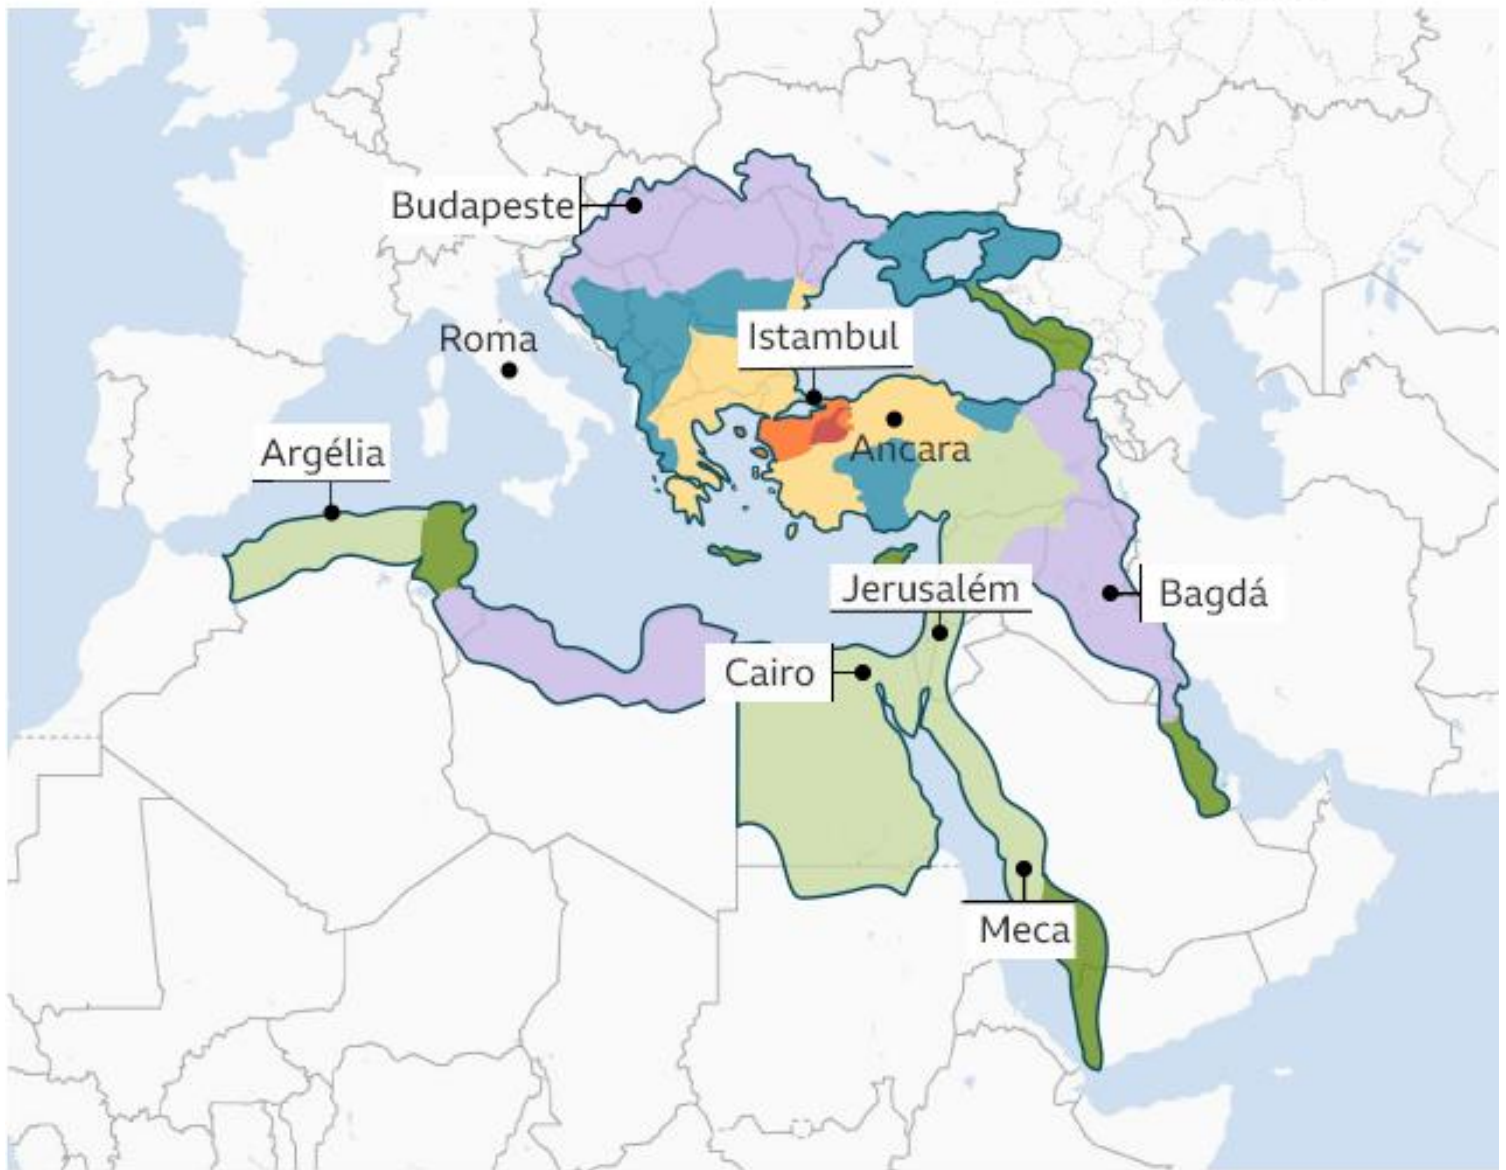 Budapeste
Roma
Istambul
Ancara
Argélia
Jerusalém
Bagdá
Cairo
Meca